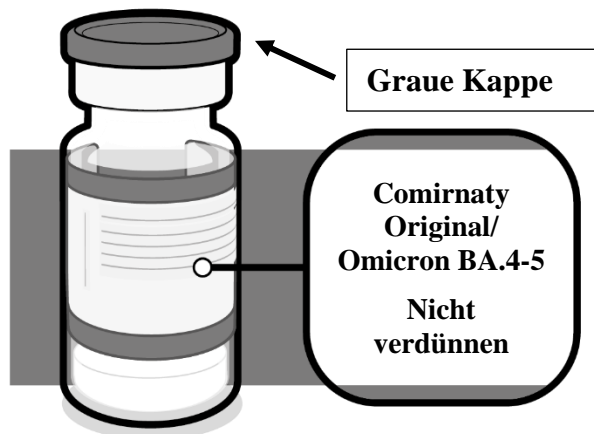 Graue Kappe
Comirnaty
Original/
Omicron BA.4-5
Nicht
verdünnen